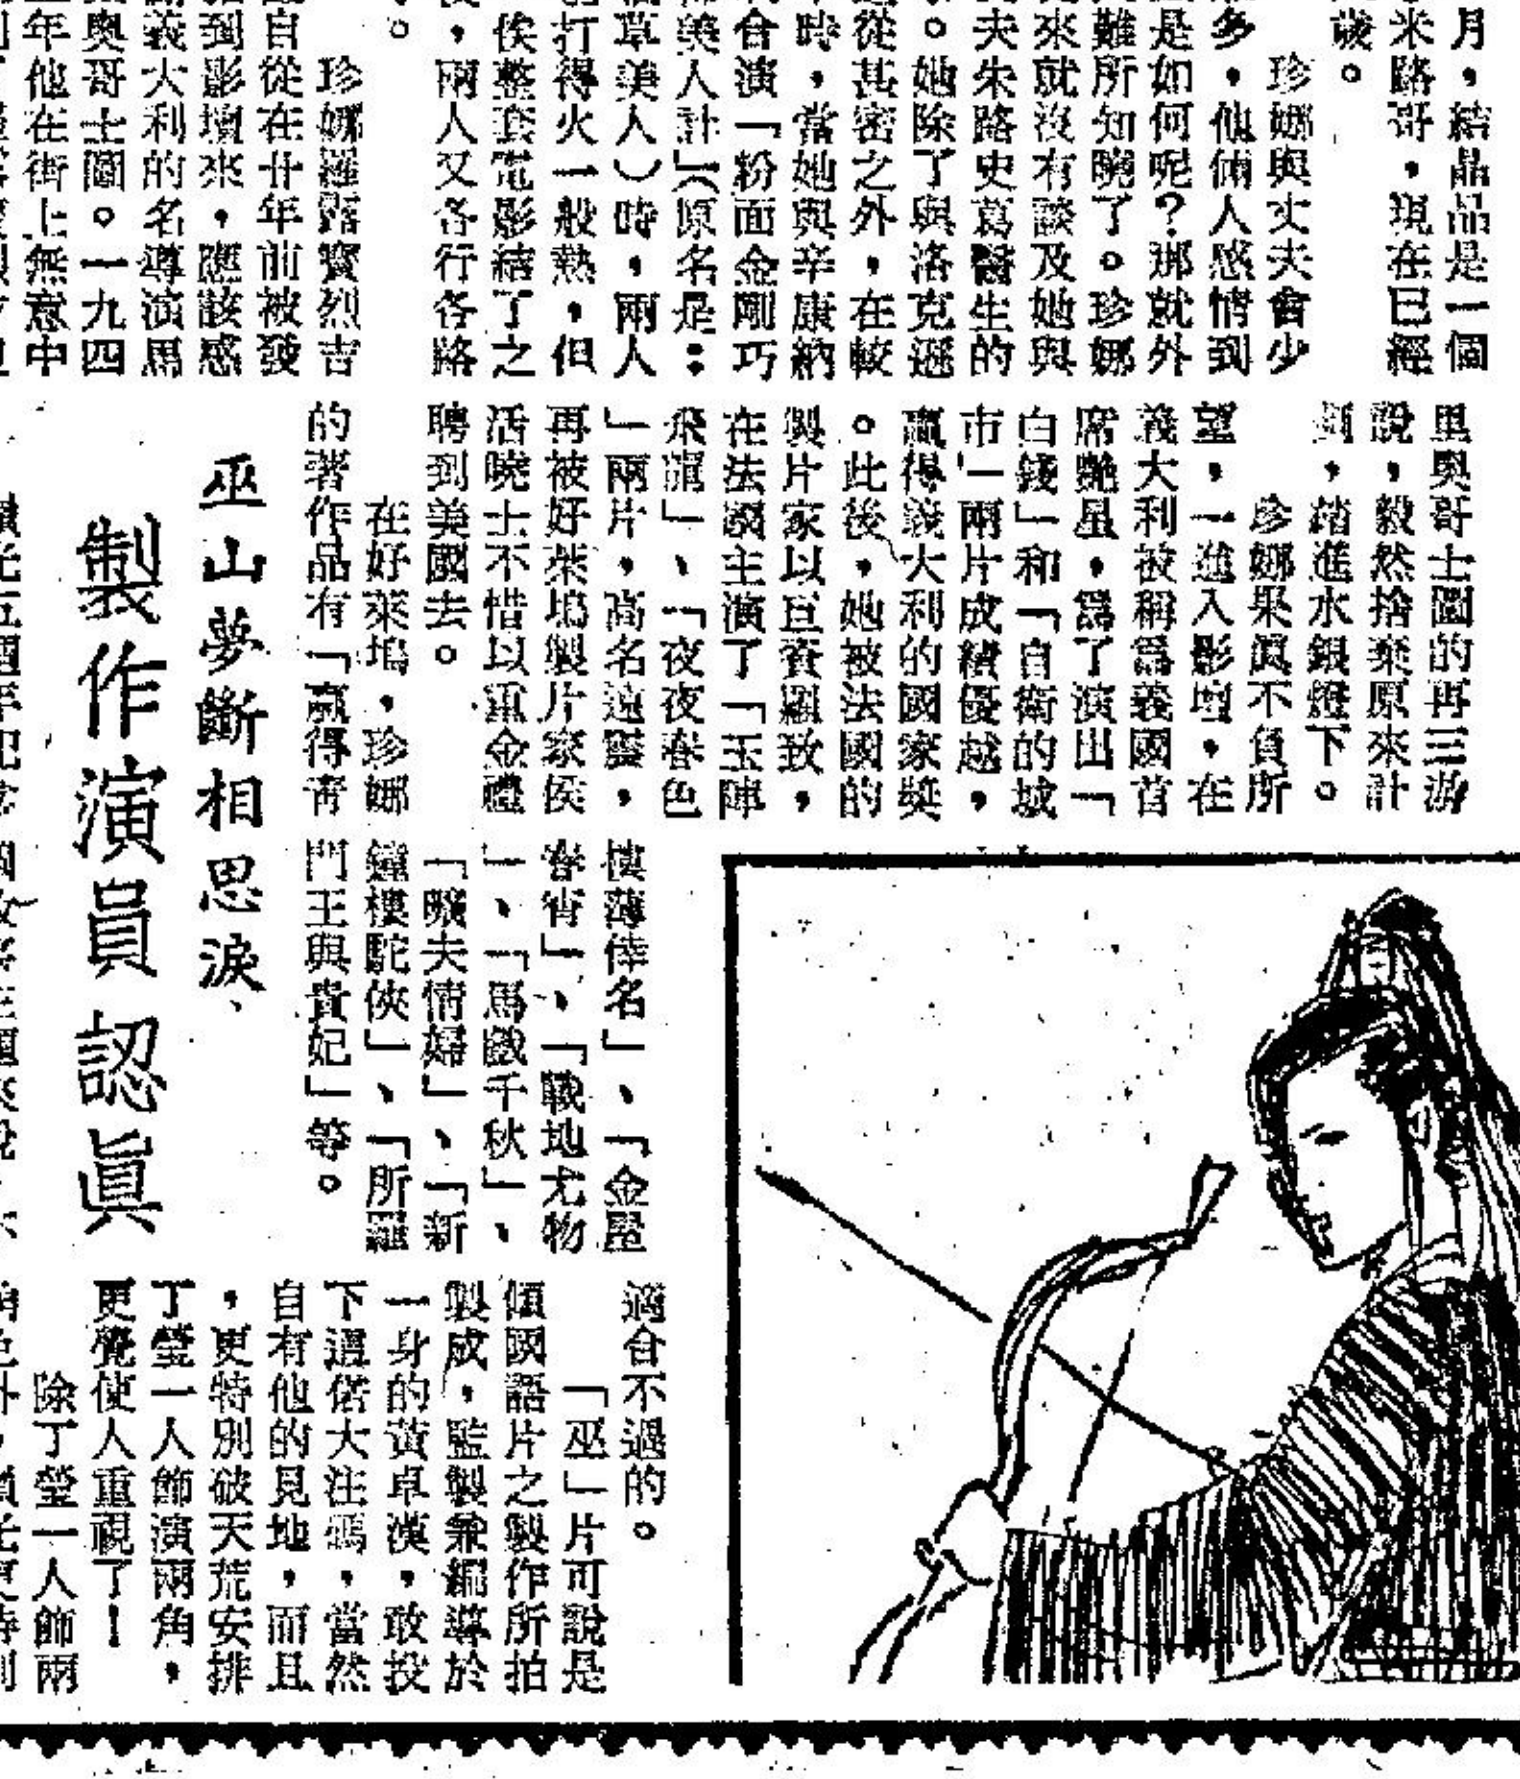 月，結晶品是一個
米路哥，現在已經
歲。
珍娜與丈夫會少
多，他倆人感情到
是如何呢？那就外
難所知曉了。珍娜
來就沒有談及她與
夫朱路史葛醫生的
。她除了與洛克遜
從甚密之外，在較
時，當她與辛康納
合演「粉面金剛巧
美人計」（原名是：
草美人）時，兩人
打得火一般熱，但
俟整套電影結了之
，兩人又各行各路
。
珍娜羅露寶烈吉
自從在廿年前被發
到影壇來，應該感
義大利的名導演馬
奧哥士圖。一九四
年他在街上無意中
里奧哥士圖的再三游
說，毅然捨棄原來計
劃，踏進水銀燈下。
珍娜果眞不負所
望，一進入影壇，在
義大利被稱爲義國首
席艷星，爲了演出「
白錢」和「自衛的城
市」兩片成績優越，
贏得義大利的國家獎
。此後，她被法國的
製片家以巨資羅致，
在法國主演了「玉陣
飛龍」、「夜夜春色
」兩片，高名遠震，
再被好萊塢製片家侯
活曉士不惜以重金禮
聘到美國去。
在好萊塢，珍娜
的著作品有「贏得靑
樓薄倖名」、「金屋
春宵」、「戰地尤物
」、「馬戲千秋」、
「曠夫情婦」、「新
鐘樓駝俠」、「所羅
門王與貴妃」等。
巫山夢斷相思淚、
製作演員認眞
適合不過的。
「巫」片可說是
傾國語片之製作所拍
製成，監製兼編導於
一身的黃卓漢，敢投
下這偌大注碼，當然
自有他的見地，而且
，更特別破天荒安排
丁瑩一人飾演兩角，
更覺使人重視了！
除丁瑩一人飾兩